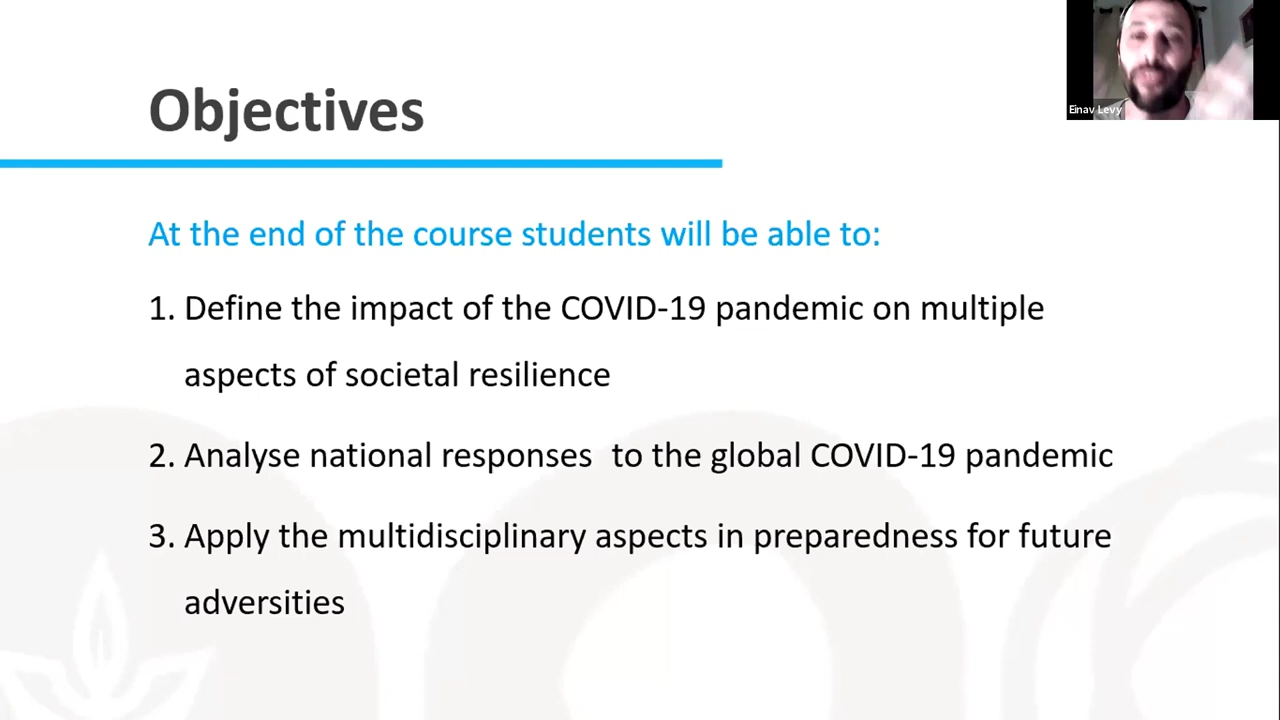 Objectives
Einav Levy
At the end of the course students will be able to:
1. Define the impact of the COVID-19 pandemic on multiple
aspects of societal resilience
2. Analyse national responses  to the global COVID-19 pandemic
3. Apply the multidisciplinary aspects in preparedness for future
adversities